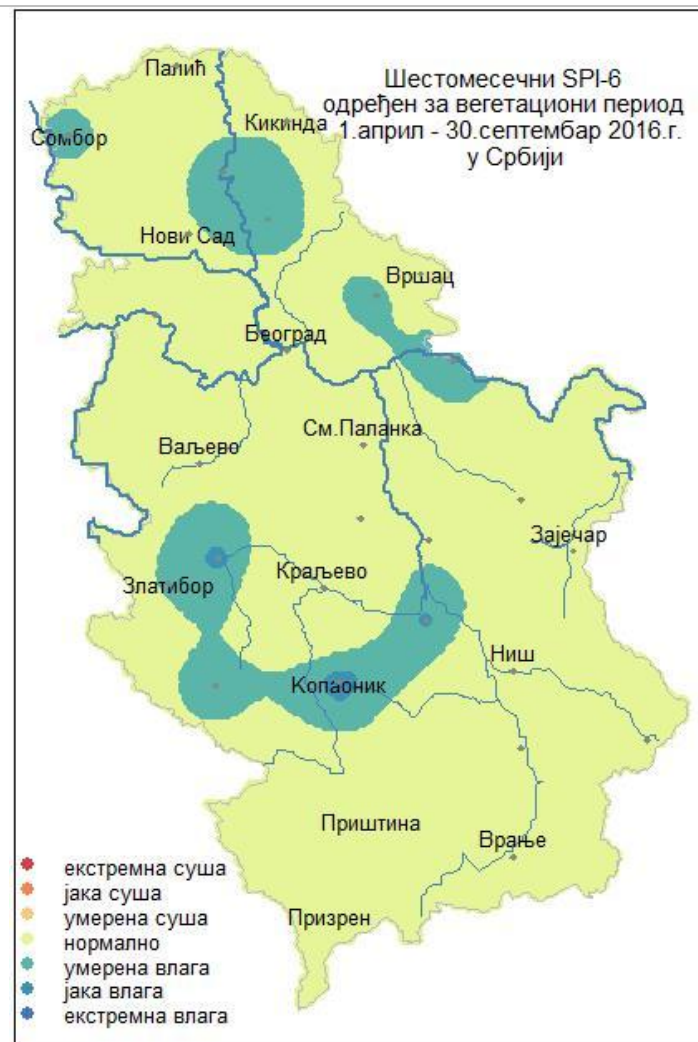 Шестомесечни SPI-6
одређен за вегетациони период
1.април - 30.септембар 2016.г.
у Србији
Палић
Кикинда
Сомбор
Нови Сад
Вршац
Београд
См.Паланка
Ваљево
Зајечар
Златибор
Краљево
Ниш
Копаоник
Приштина
Врање
Призрен
екстремна суша
јака суша
умерена суша
нормално
умерена влага
јака влага
екстремна влага